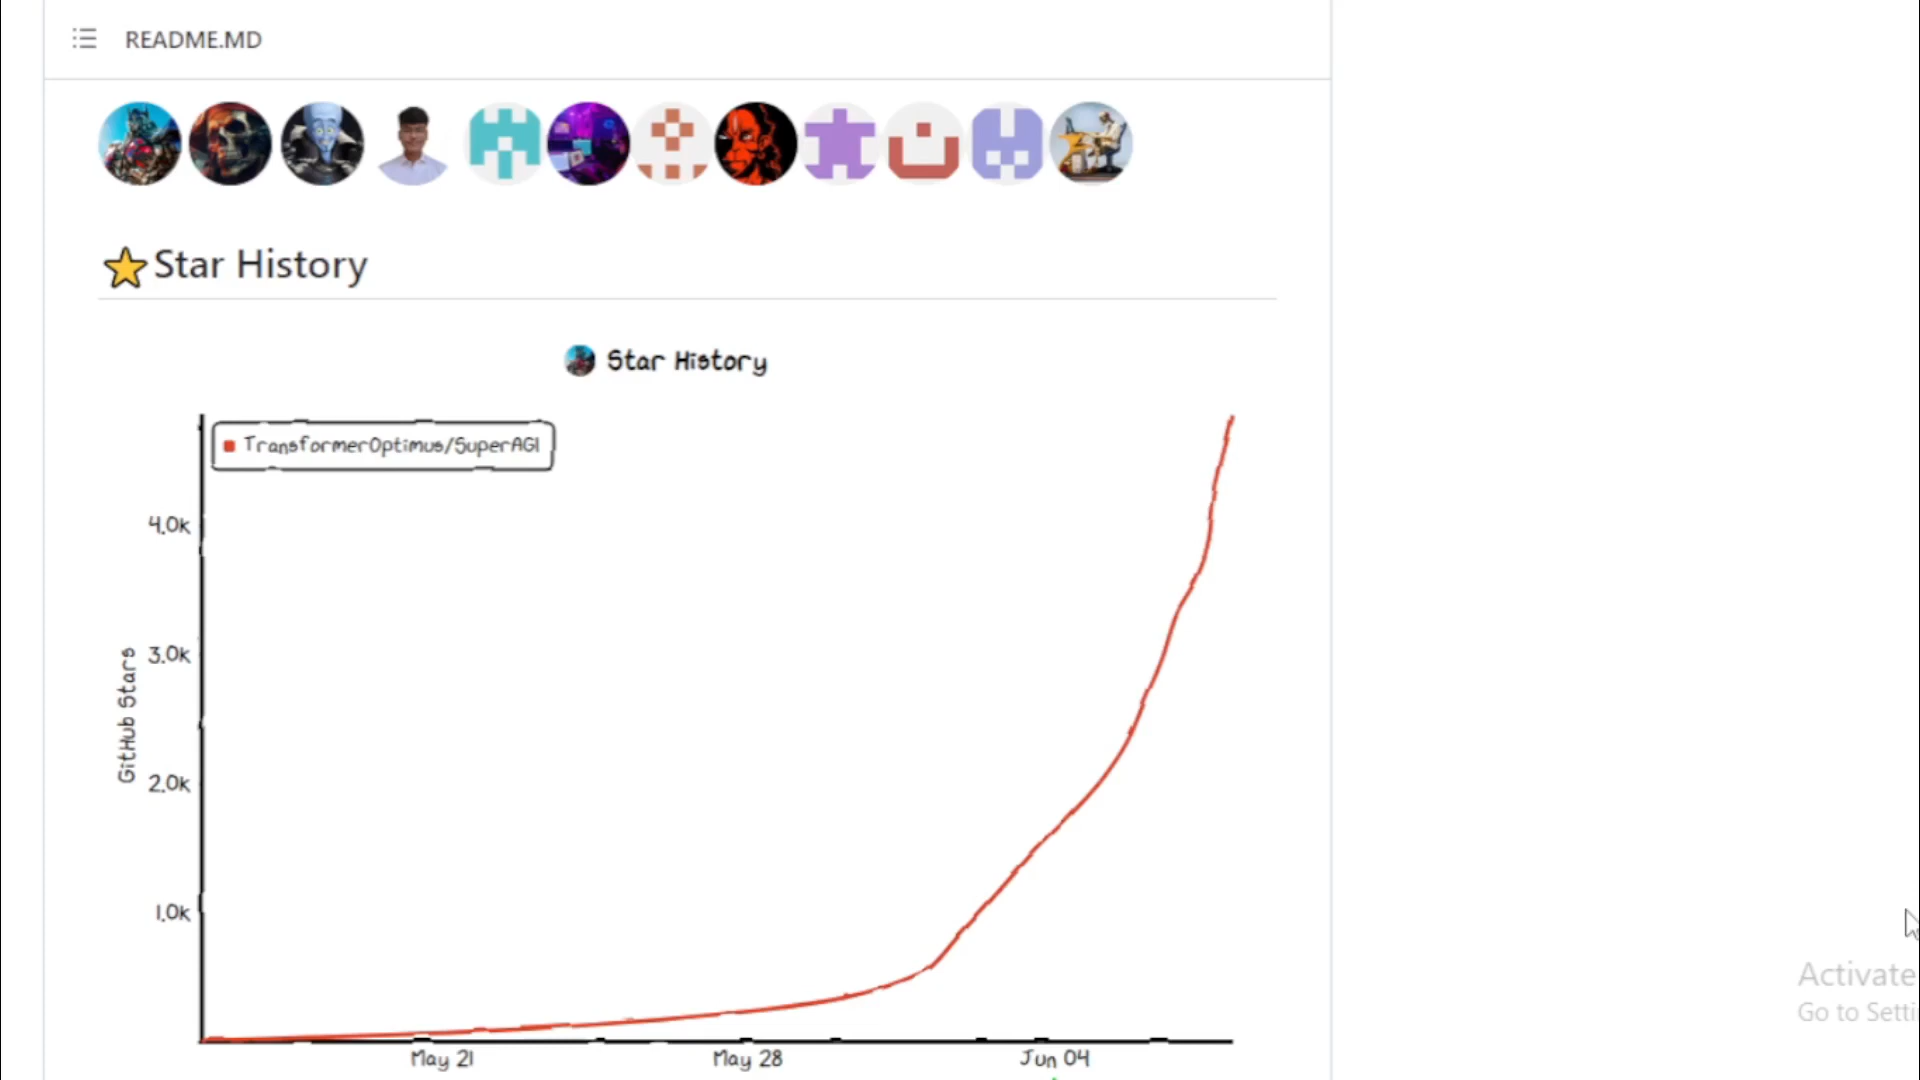 README.MD
Star History
Star History
TransformerOptimus/SuperAGI
4.0k
3.0k
2.0k
1.0k
GitHub Stars
May 21
May 28
Jun 04
Activate
Go to Setti